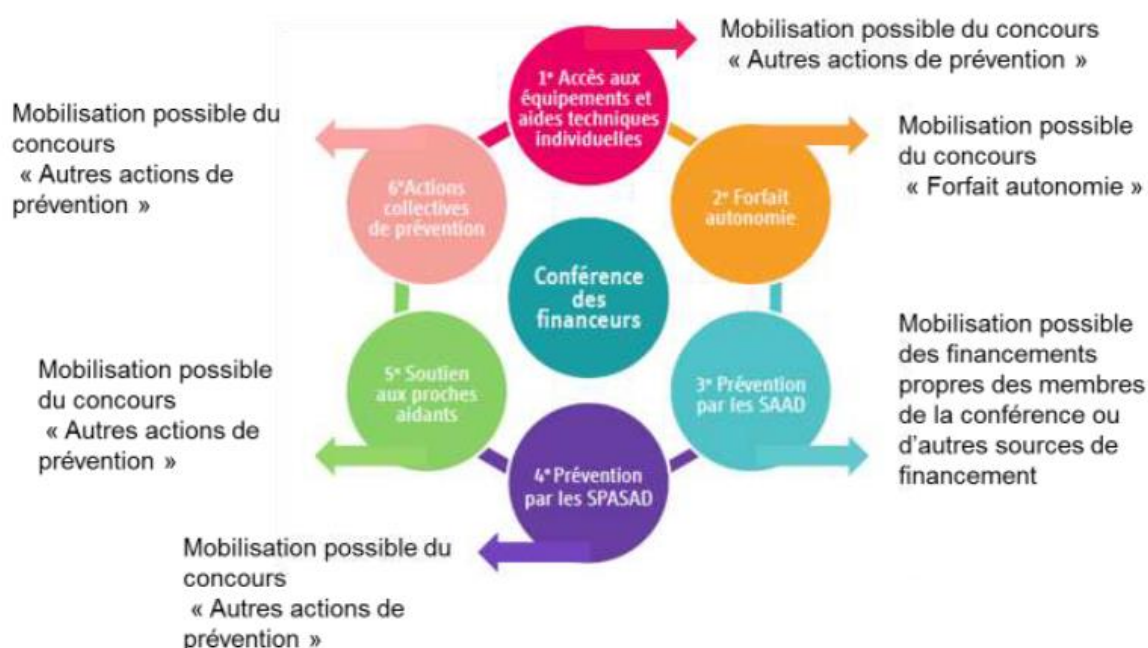 1° Accès aux
équipements et
aides techniques
individuelles
Mobilisation possible du concours
« Autres actions de prévention »
2° Forfait
autonomie
Mobilisation possible
du concours
« Forfait autonomie »
3° Prévention
par les SAAD
Mobilisation possible
des financements
propres des membres
de la conférence ou
d'autres sources de
financement
4° Prévention
par les SPASAD
Mobilisation possible du
concours
« Autres actions de
prévention »
5° Soutien
aux proches
aidants
Mobilisation possible
du concours
« Autres actions de
prévention »
6°Actions
collectives
de prévention
Mobilisation possible du
concours
« Autres actions de
prévention »
Conférence
des
financeurs